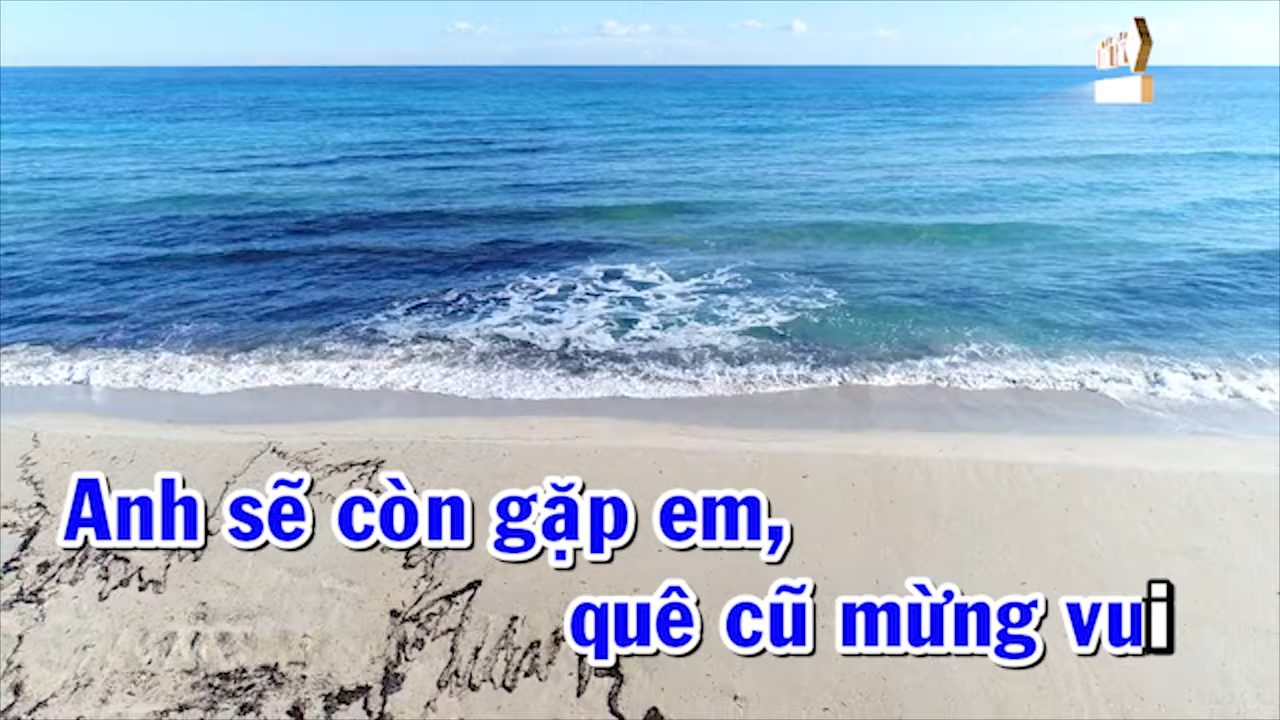 Anh sẽ còn gặp em,
quê cũ mừng vui